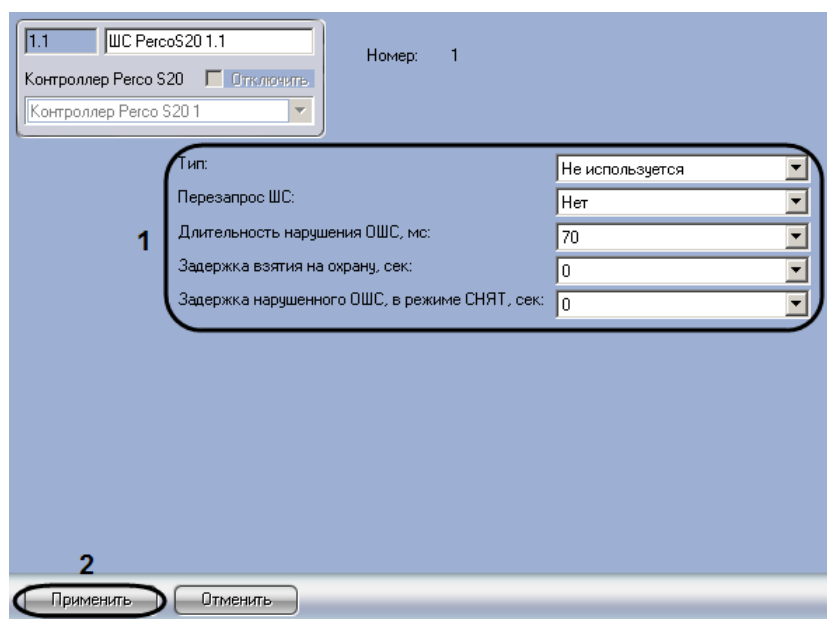 1.1 ШС PercoS20 1.1
Номер: 1
Контроллер Perco S20 Отключить
Контроллер Perco S20 1
1
Тип: Не используется
Перезапрос ШС: Нет
Длительность нарушения ОШС, мс: 70
Задержка взятия на охрану, сек: 0
Задержка нарушенного ОШС, в режиме СНЯТ, сек: 0
2
Применить Отменить